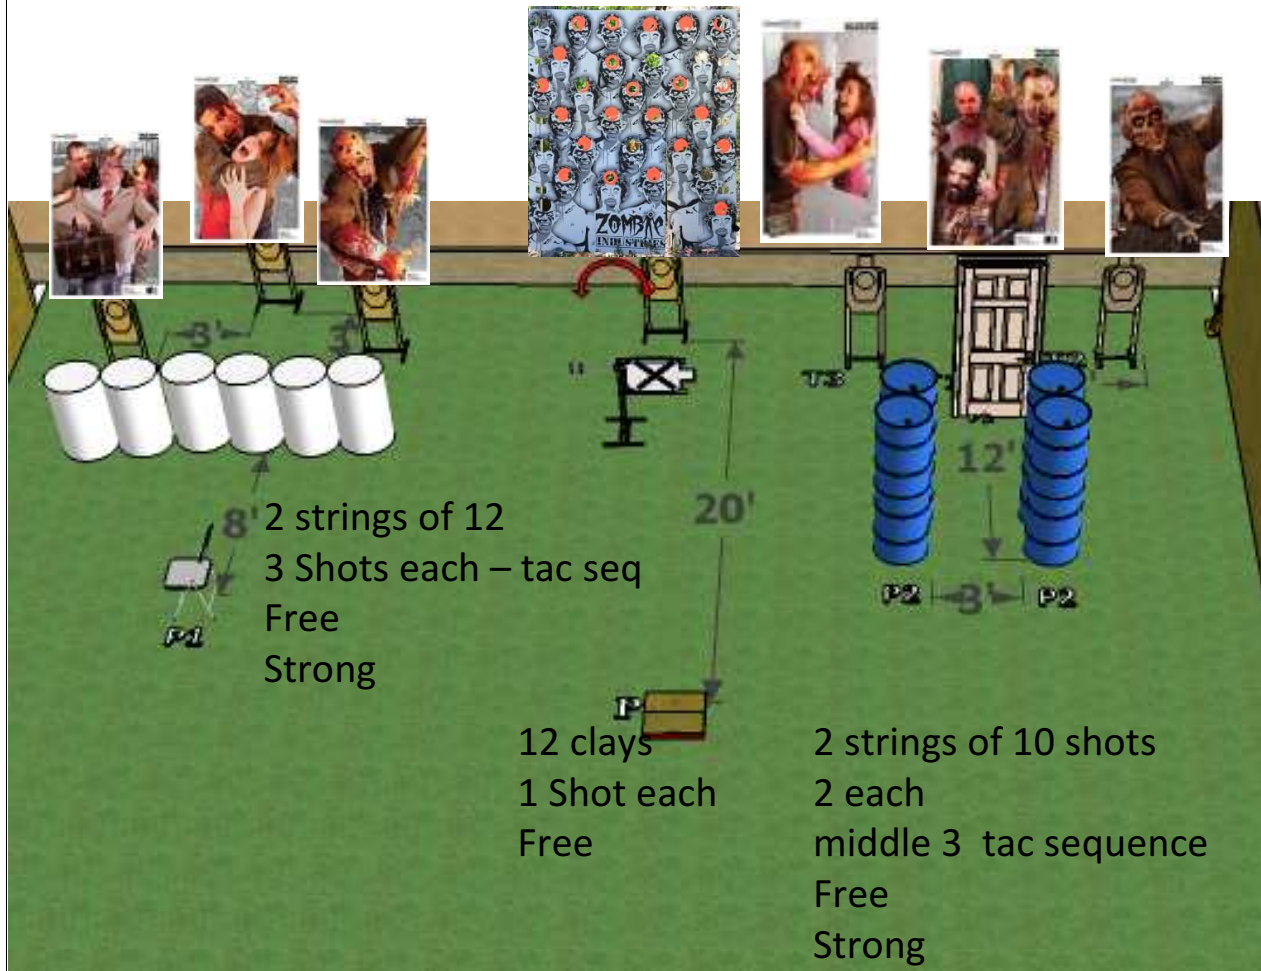 ZOMBIE
INDUSTRIES
3'
3'
T3
12'
8'
20'
2 strings of 12
3 Shots each – tac seq
Free
Strong
P1
P2
3'
P2
P
12 clays
1 Shot each
Free
2 strings of 10 shots
2 each
middle 3 tac sequence
Free
Strong